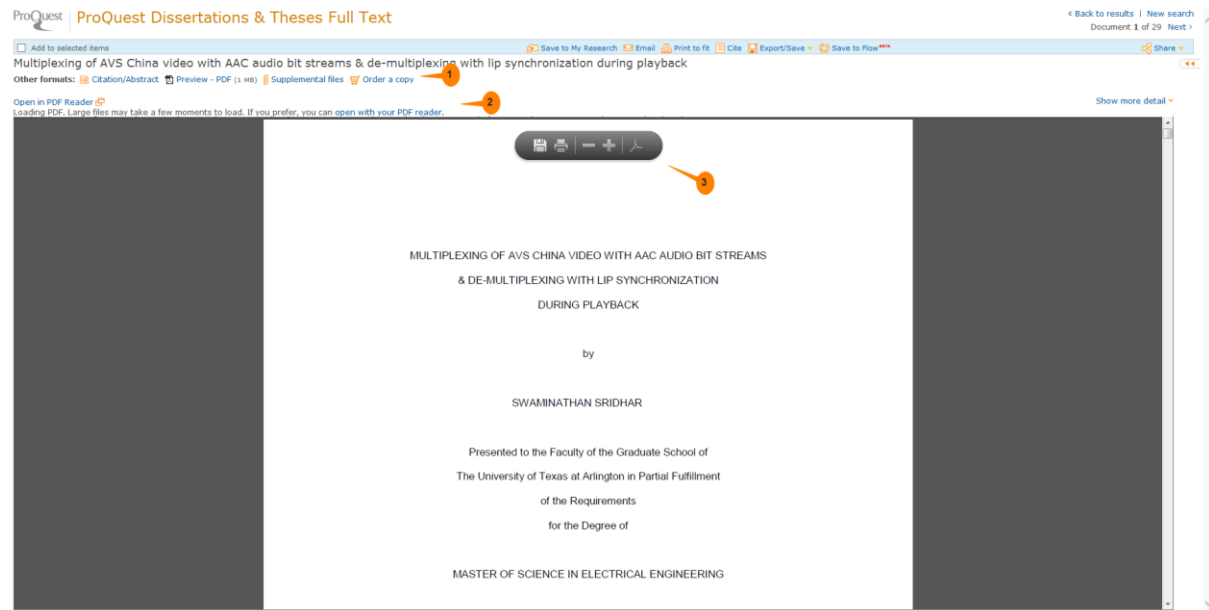 ProQuest ProQuest Dissertations & Theses Full Text
< Back to results | New search
Document 1 of 29 Next >
Add to selected items Save to My Research Email Print to fit Cite Export/Save Save to Flow BETA Share
Multiplexing of AVS China video with AAC audio bit streams & de-multiplexing with lip synchronization during playback
Other formats: Citation/Abstract Preview - PDF (1 MB) Supplemental files Order a copy
1
Open in PDF Reader
2
Show more detail
Loading PDF. Large files may take a few moments to load. If you prefer, you can open with your PDF reader.
3
MULTIPLEXING OF AVS CHINA VIDEO WITH AAC AUDIO BIT STREAMS
& DE-MULTIPLEXING WITH LIP SYNCHRONIZATION
DURING PLAYBACK
by
SWAMINATHAN SRIDHAR
Presented to the Faculty of the Graduate School of
The University of Texas at Arlington in Partial Fulfillment
of the Requirements
for the Degree of
MASTER OF SCIENCE IN ELECTRICAL ENGINEERING